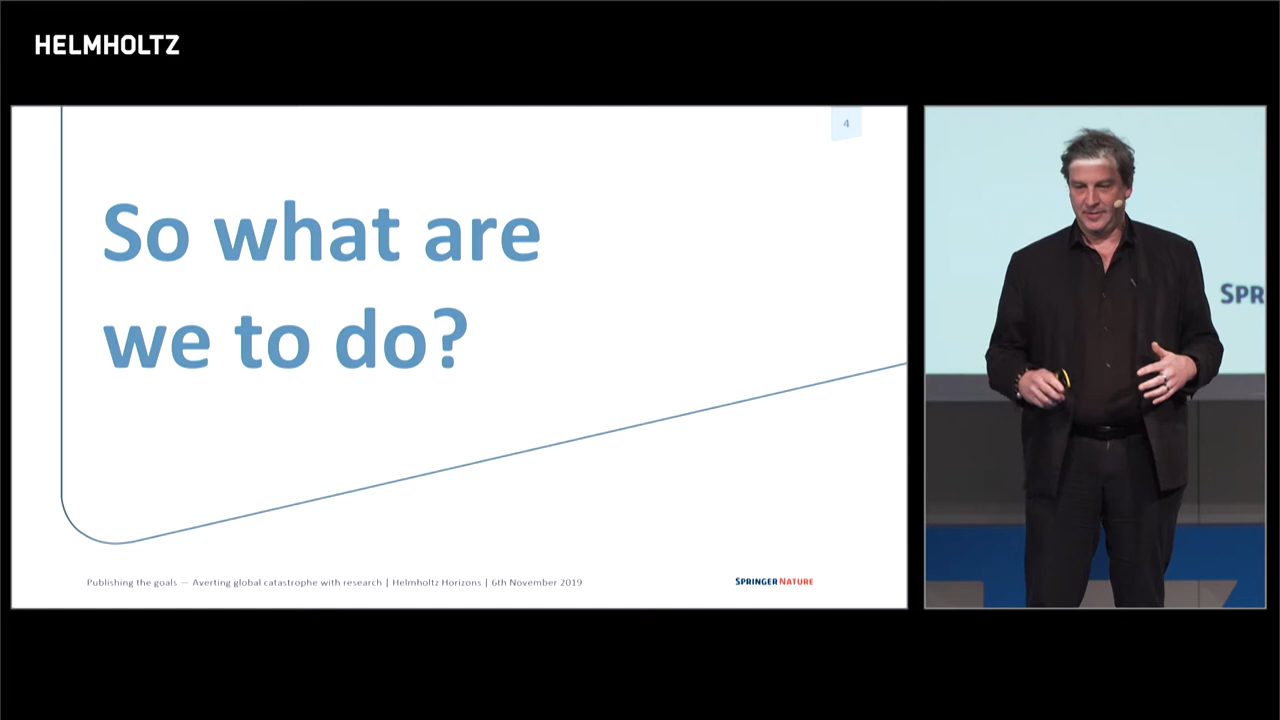 HELMHOLTZ
4
So what are
we to do?
Publishing the goals — Averting global catastrophe with research | Helmholtz Horizons | 6th November 2019
SPRINGER NATURE
SPR